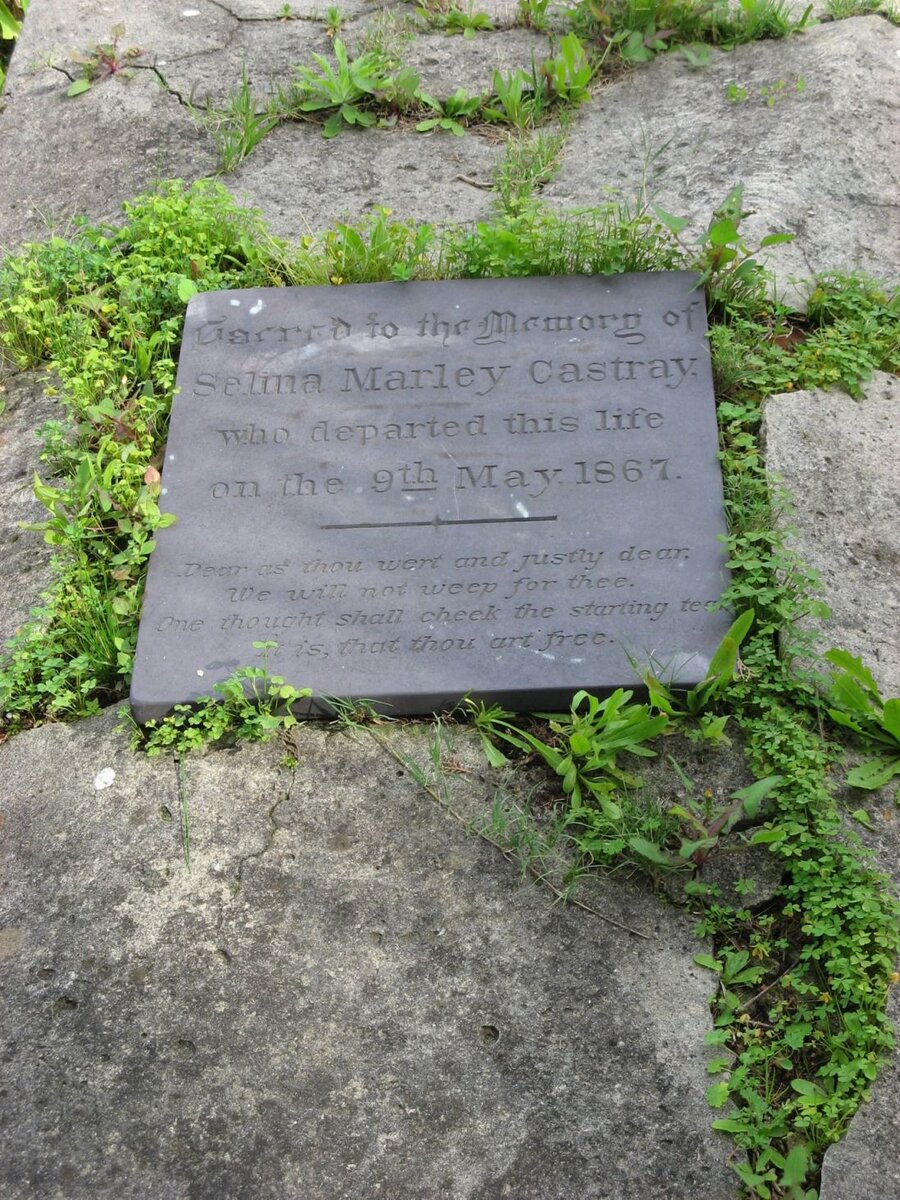 Sacred to the Memory of
Selina Marley Castray.
who departed this life
on the 9th May. 1867.
Dear as thou wert and justly dear,
We will not weep for thee.
One thought shall cheek the starting tea
t is, that thou art free.